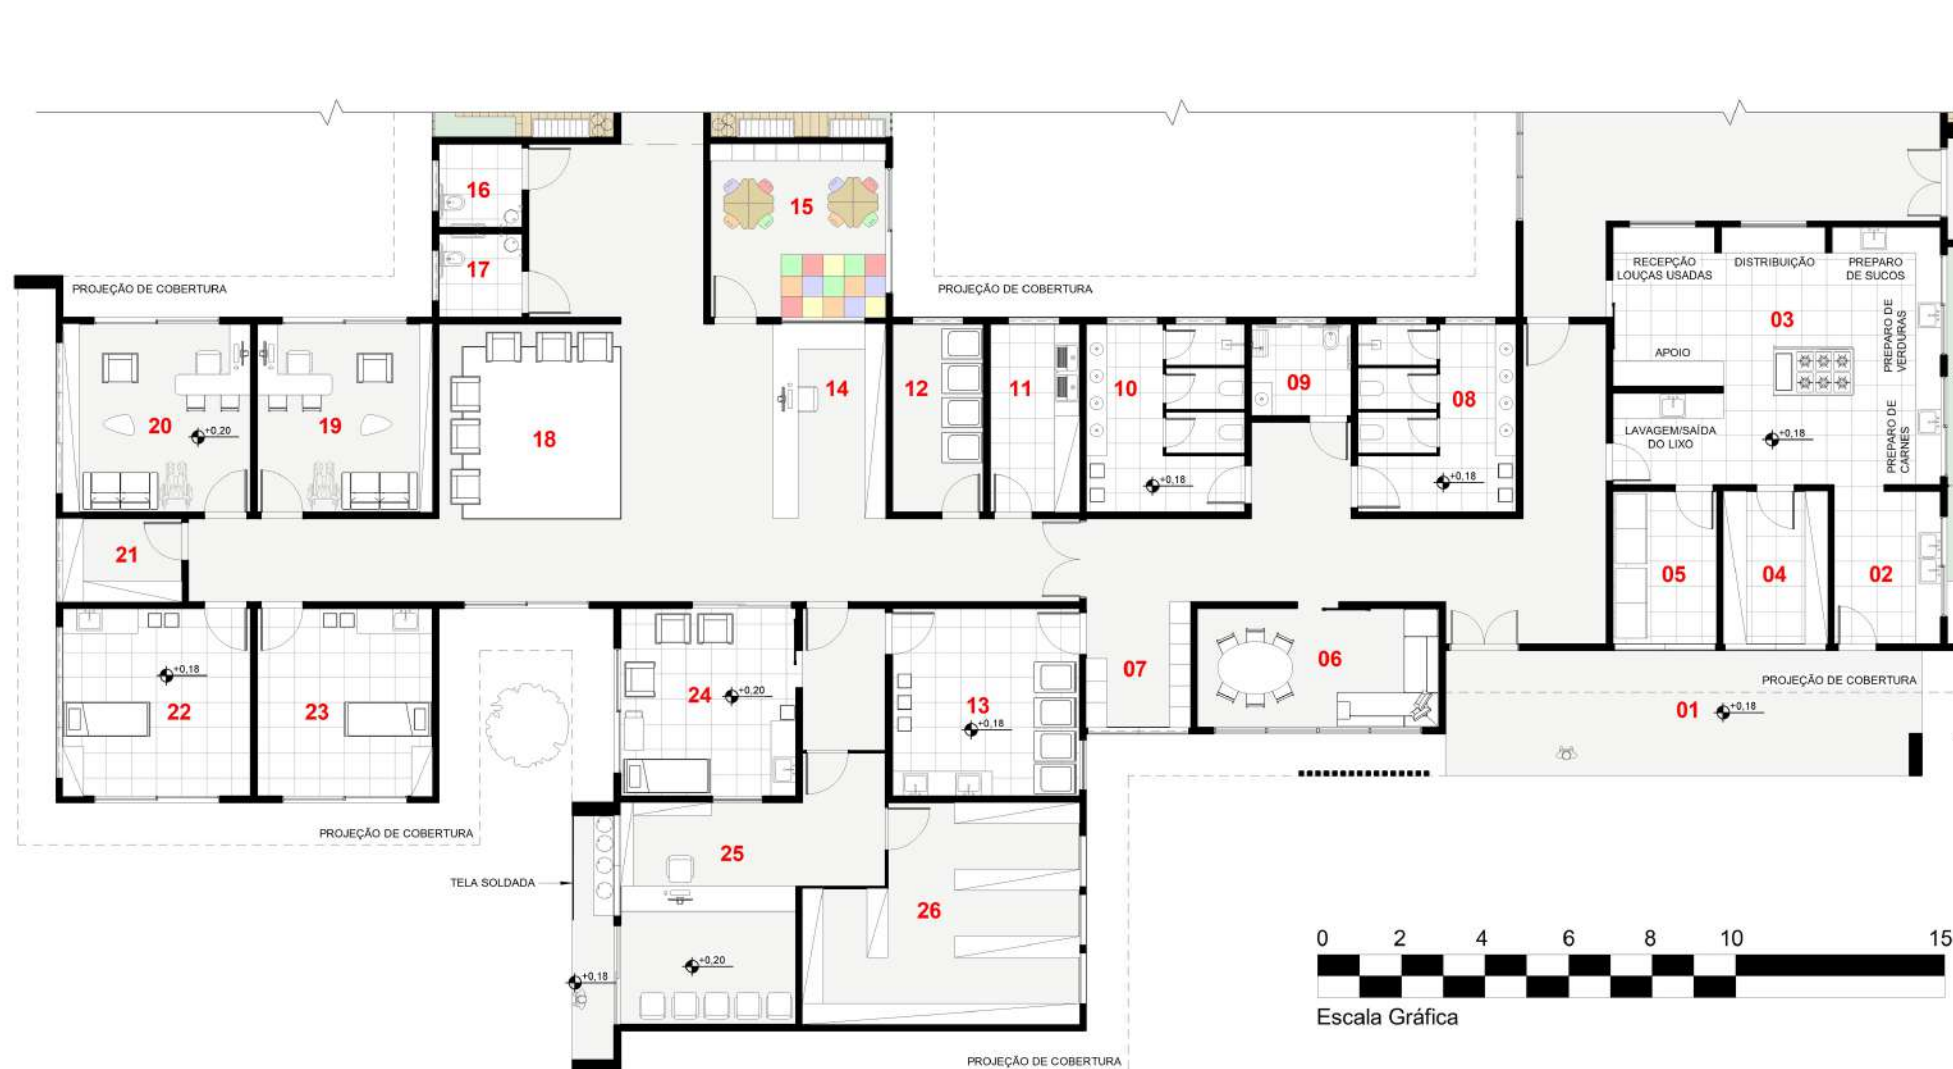 16
15
17
PROJEÇÃO DE COBERTURA
PROJEÇÃO DE COBERTURA
RECEPÇÃO
LOUÇAS USADAS
DISTRIBUIÇÃO
PREPARO
DE SUCOS
03
PREPARO DE
VERDURAS
APOIO
20
+0,20
19
18
14
12
11
10
+0,18
09
08
+0,18
LAVAGEM/SAÍDA
DO LIXO
+0,18
PREPARO DE
CARNES
21
05
04
02
22
+0,18
23
24
+0,20
13
+0,18
07
06
PROJEÇÃO DE COBERTURA
01
+0,18
PROJEÇÃO DE COBERTURA
TELA SOLDADA
25
26
+0,20
+0,18
0 2 4 6 8 10 15
Escala Gráfica
PROJEÇÃO DE COBERTURA